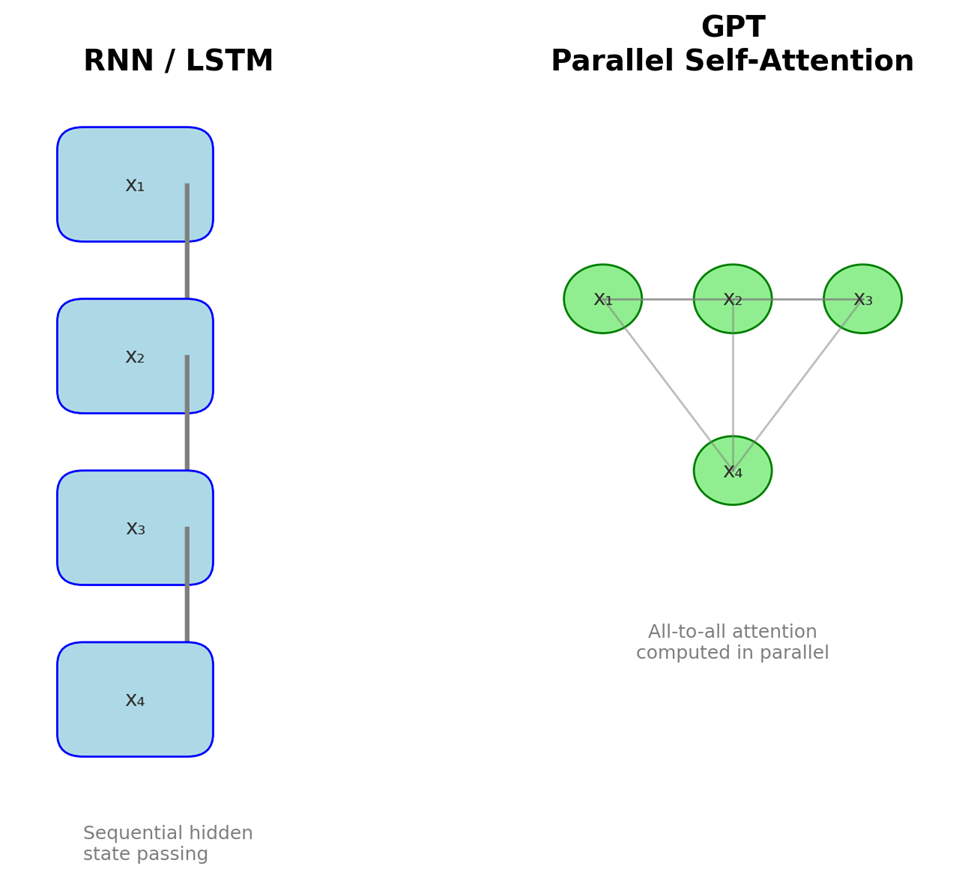 RNN / LSTM
x₁
x₂
x₃
x₄
Sequential hidden
state passing
GPT
Parallel Self-Attention
x₁ x₂ x₃
x₄
All-to-all attention
computed in parallel